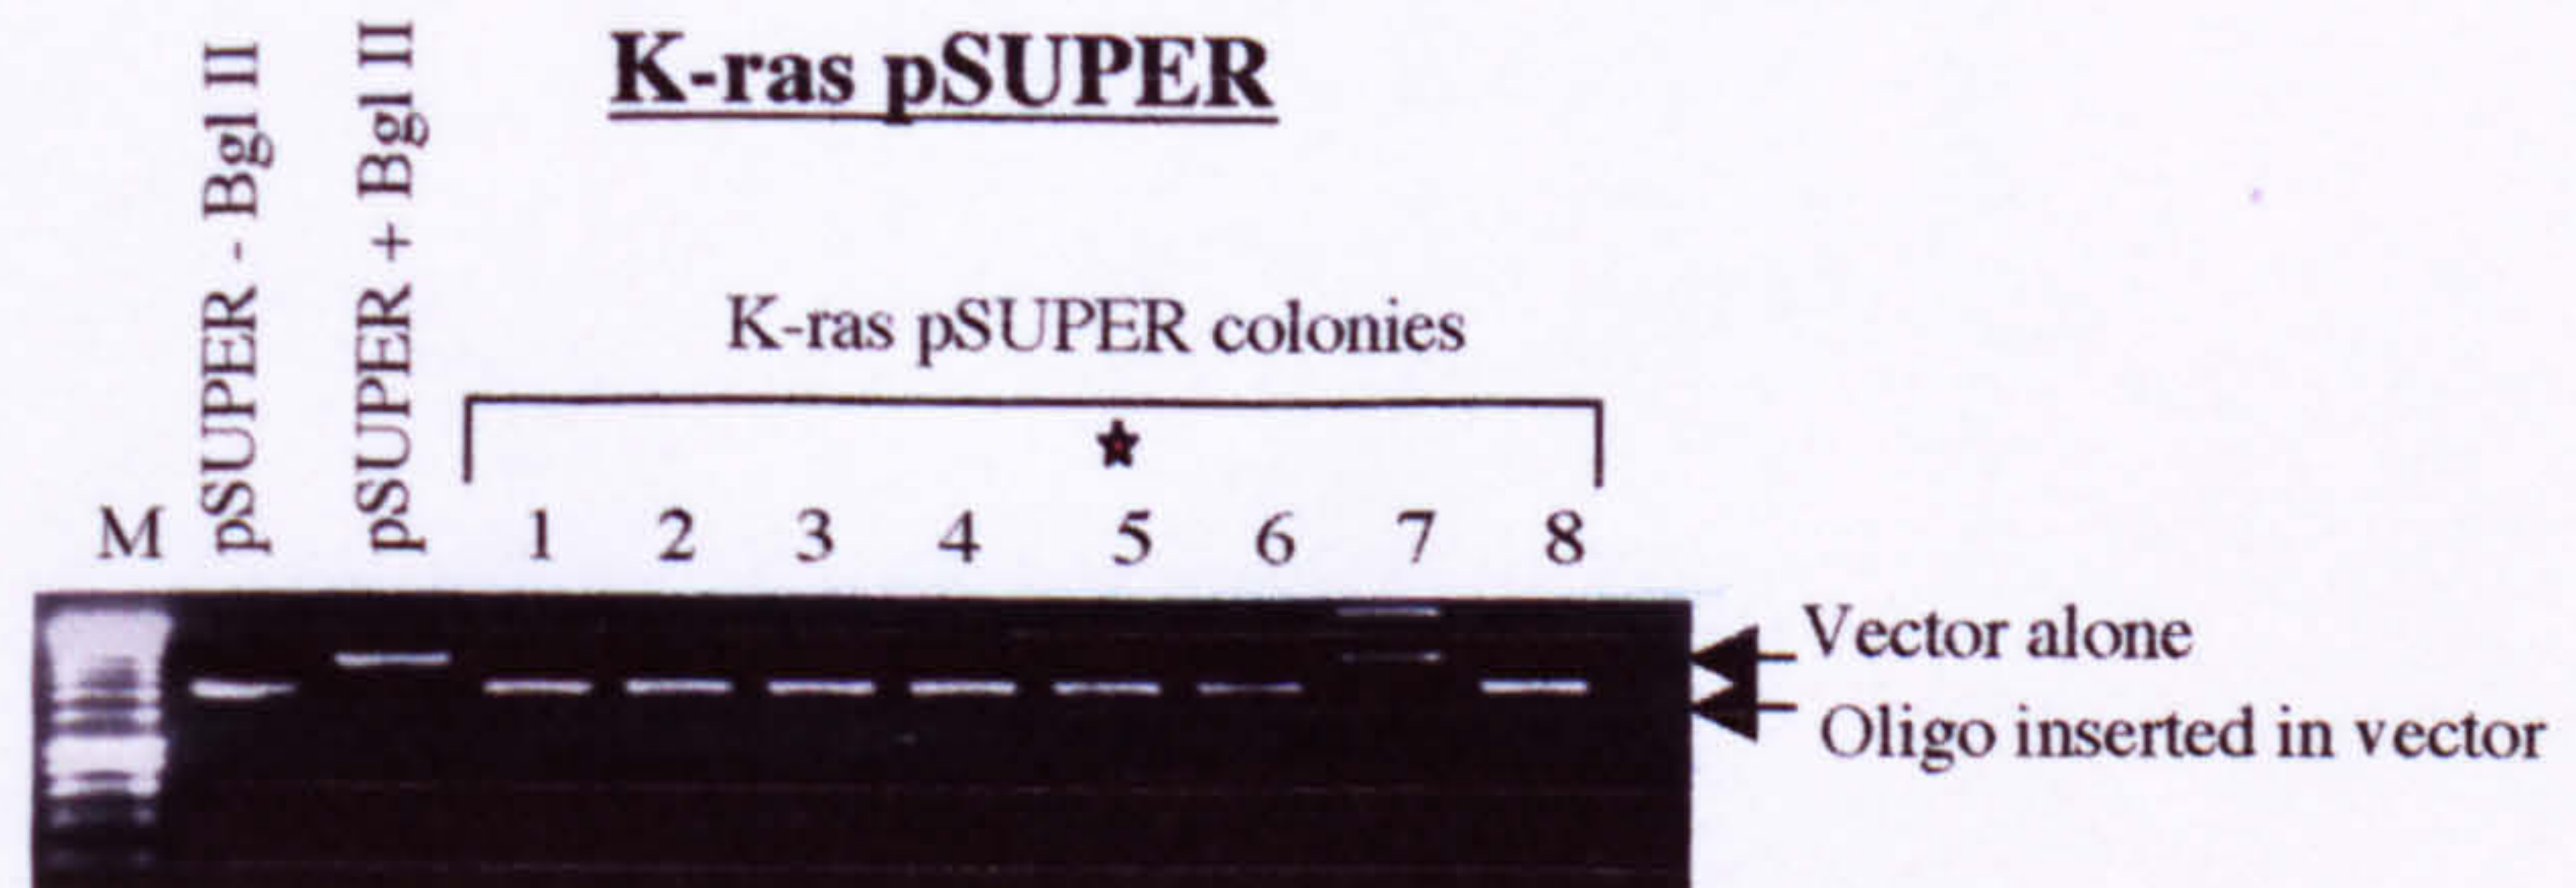 K-ras pSUPER
pSUPER - Bgl II
pSUPER + Bgl II
K-ras pSUPER colonies
M 1 2 3 4 5 6 7 8
Vector alone
Oligo inserted in vector